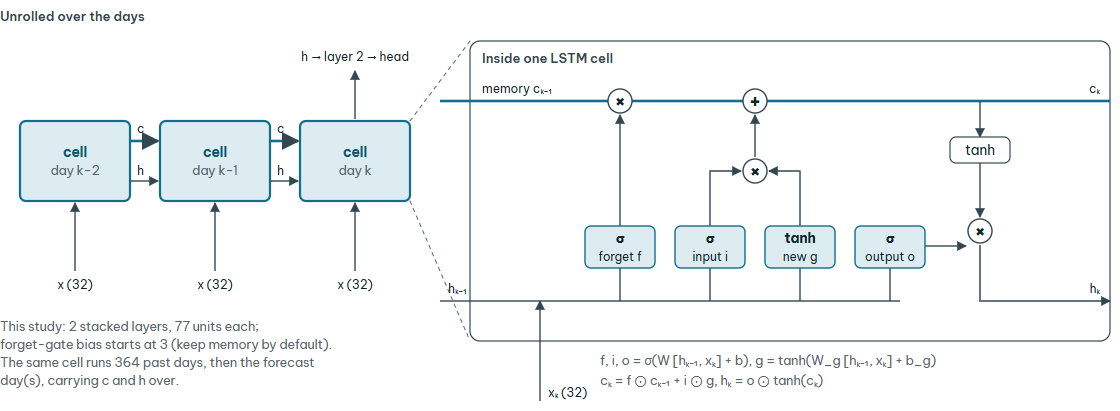 Unrolled over the days
h → layer 2 → head
Inside one LSTM cell
memory cₖ₋₁
cₖ
×
+
c
c
cell
day k-2
cell
day k-1
cell
day k
tanh
h
h
×
×
σ
forget f
σ
input i
tanh
new g
σ
output o
x (32)
x (32)
x (32)
hₖ₋₁
hₖ
This study: 2 stacked layers, 77 units each;
forget-gate bias starts at 3 (keep memory by default).
The same cell runs 364 past days, then the forecast
day(s), carrying c and h over.
f, i, o = σ(W [hₖ₋₁, xₖ] + b), g = tanh(W_g [hₖ₋₁, xₖ] + b_g)
cₖ = f ⊙ cₖ₋₁ + i ⊙ g, hₖ = o ⊙ tanh(cₖ)
xₖ (32)